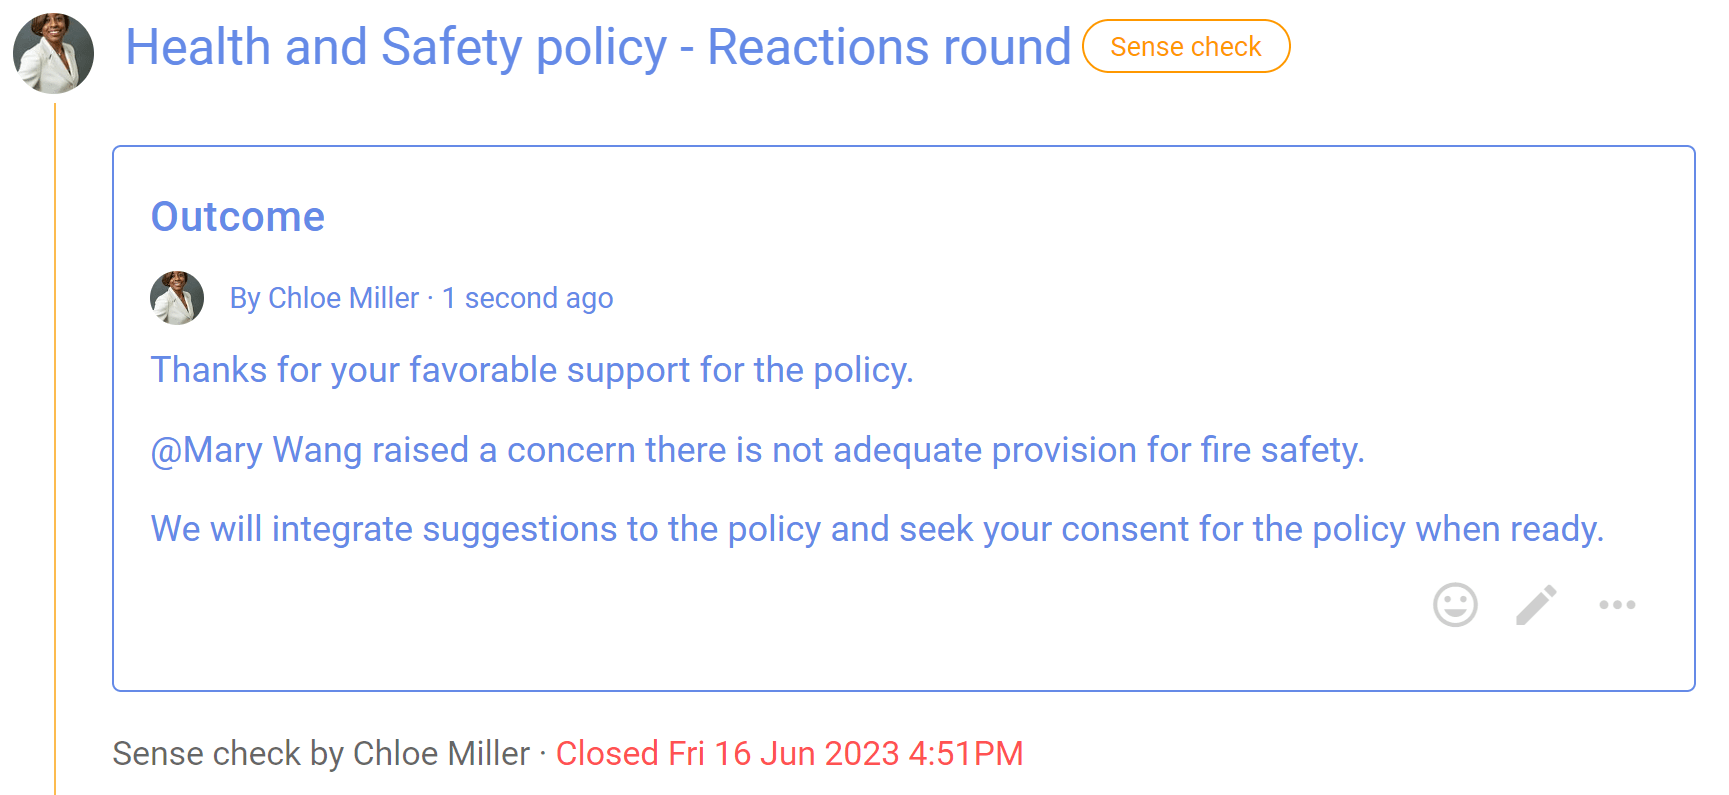 Health and Safety policy - Reactions round Sense check
Outcome
By Chloe Miller · 1 second ago
Thanks for your favorable support for the policy.
@Mary Wang raised a concern there is not adequate provision for fire safety.
We will integrate suggestions to the policy and seek your consent for the policy when ready.
Sense check by Chloe Miller · Closed Fri 16 Jun 2023 4:51PM